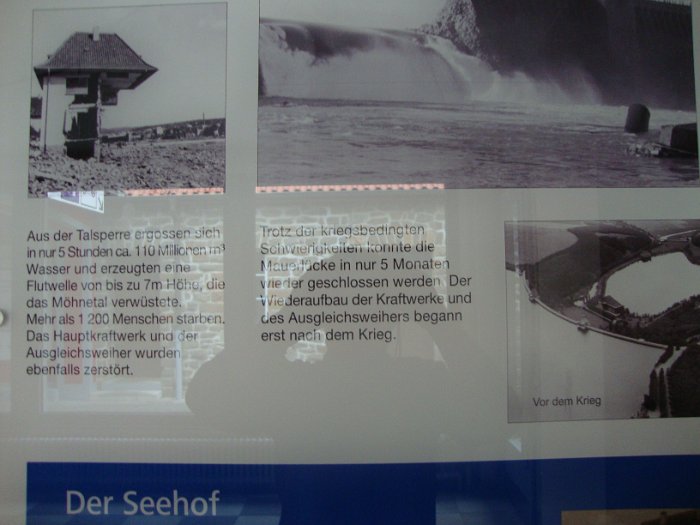 Aus der Talsperre ergossen sich
in nur 5 Stunden ca. 110 Millionen m³
Wasser und erzeugten eine
Flutwelle von bis zu 7m Höhe, die
das Möhnetal verwüstete.
Mehr als 1 200 Menschen starben.
Das Hauptkraftwerk und der
Ausgleichsweiher wurden
ebenfalls zerstört.
Trotz der kriegsbedingten
Schwierigkeiten konnte die
Mauerlücke in nur 5 Monaten
wieder geschlossen werden. Der
Wiederaufbau der Kraftwerke und
des Ausgleichsweihers begann
erst nach dem Krieg.
Vor dem Krieg
Der Seehof